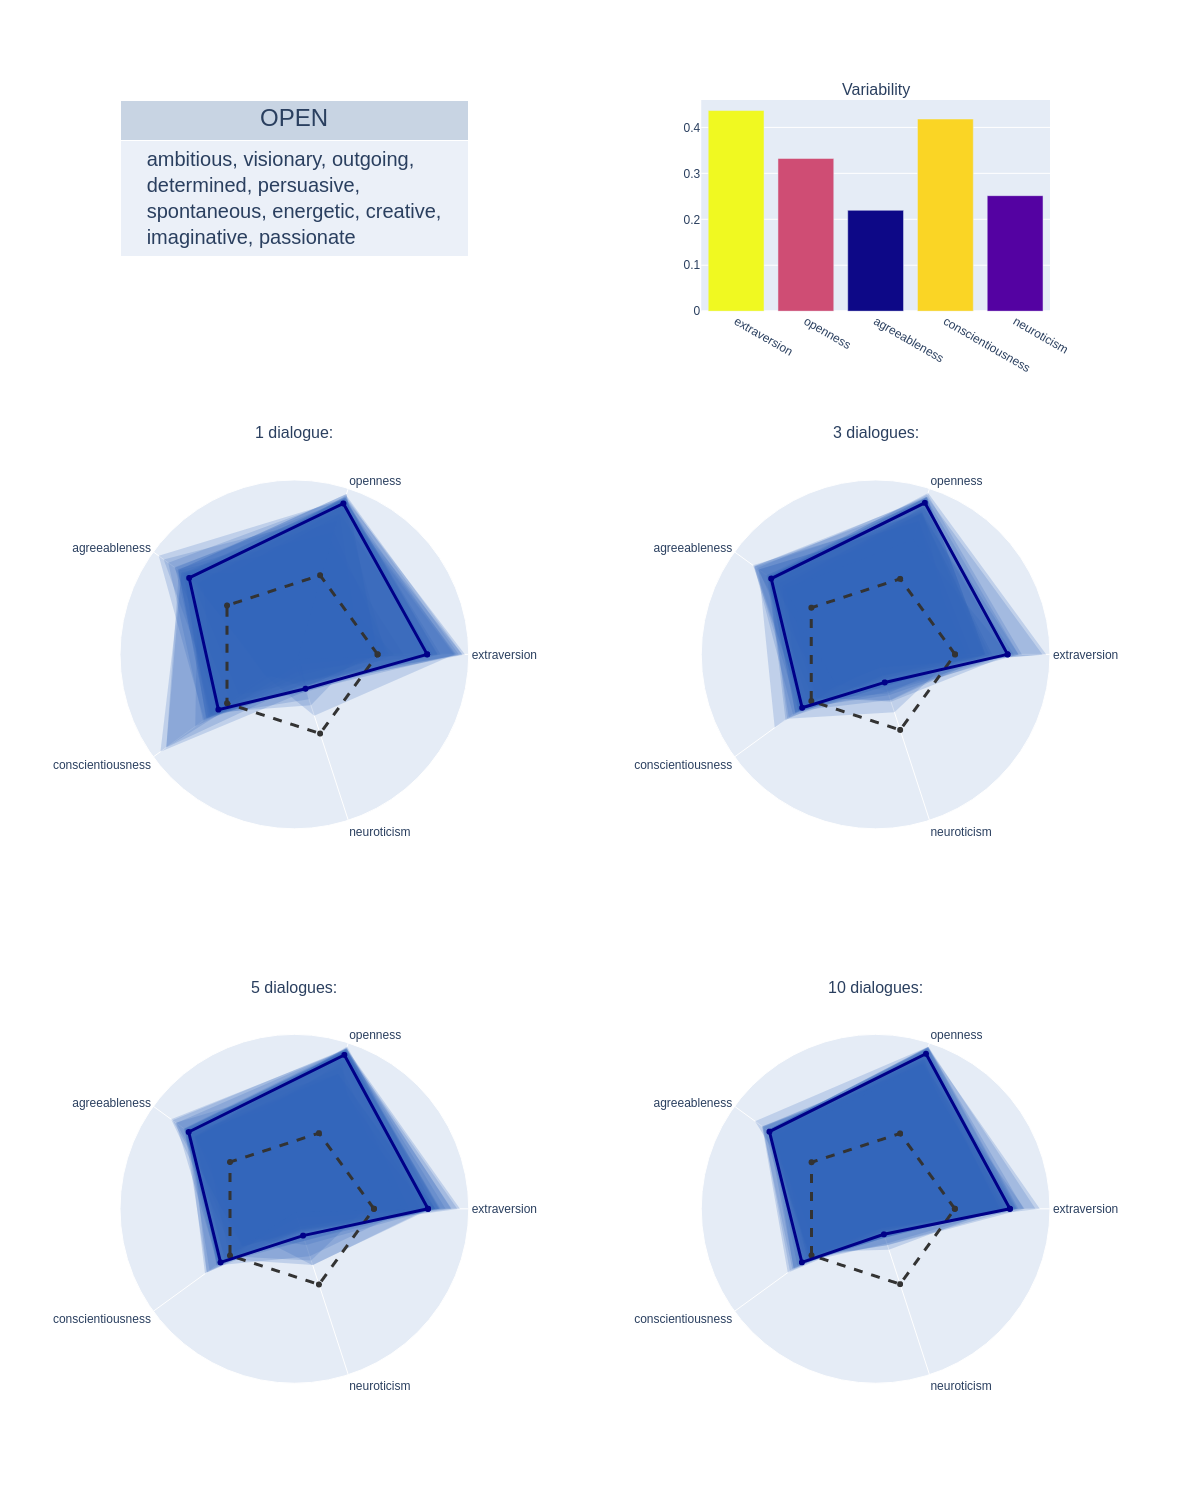 OPEN
ambitious, visionary, outgoing,
determined, persuasive,
spontaneous, energetic, creative,
imaginative, passionate
Variability
0.4
0.3
0.2
0.1
0
extraversion
openness
agreeableness
conscientiousness
neuroticism
1 dialogue:
openness
agreeableness
extraversion
conscientiousness
neuroticism
3 dialogues:
openness
agreeableness
extraversion
conscientiousness
neuroticism
5 dialogues:
openness
agreeableness
extraversion
conscientiousness
neuroticism
10 dialogues:
openness
agreeableness
extraversion
conscientiousness
neuroticism